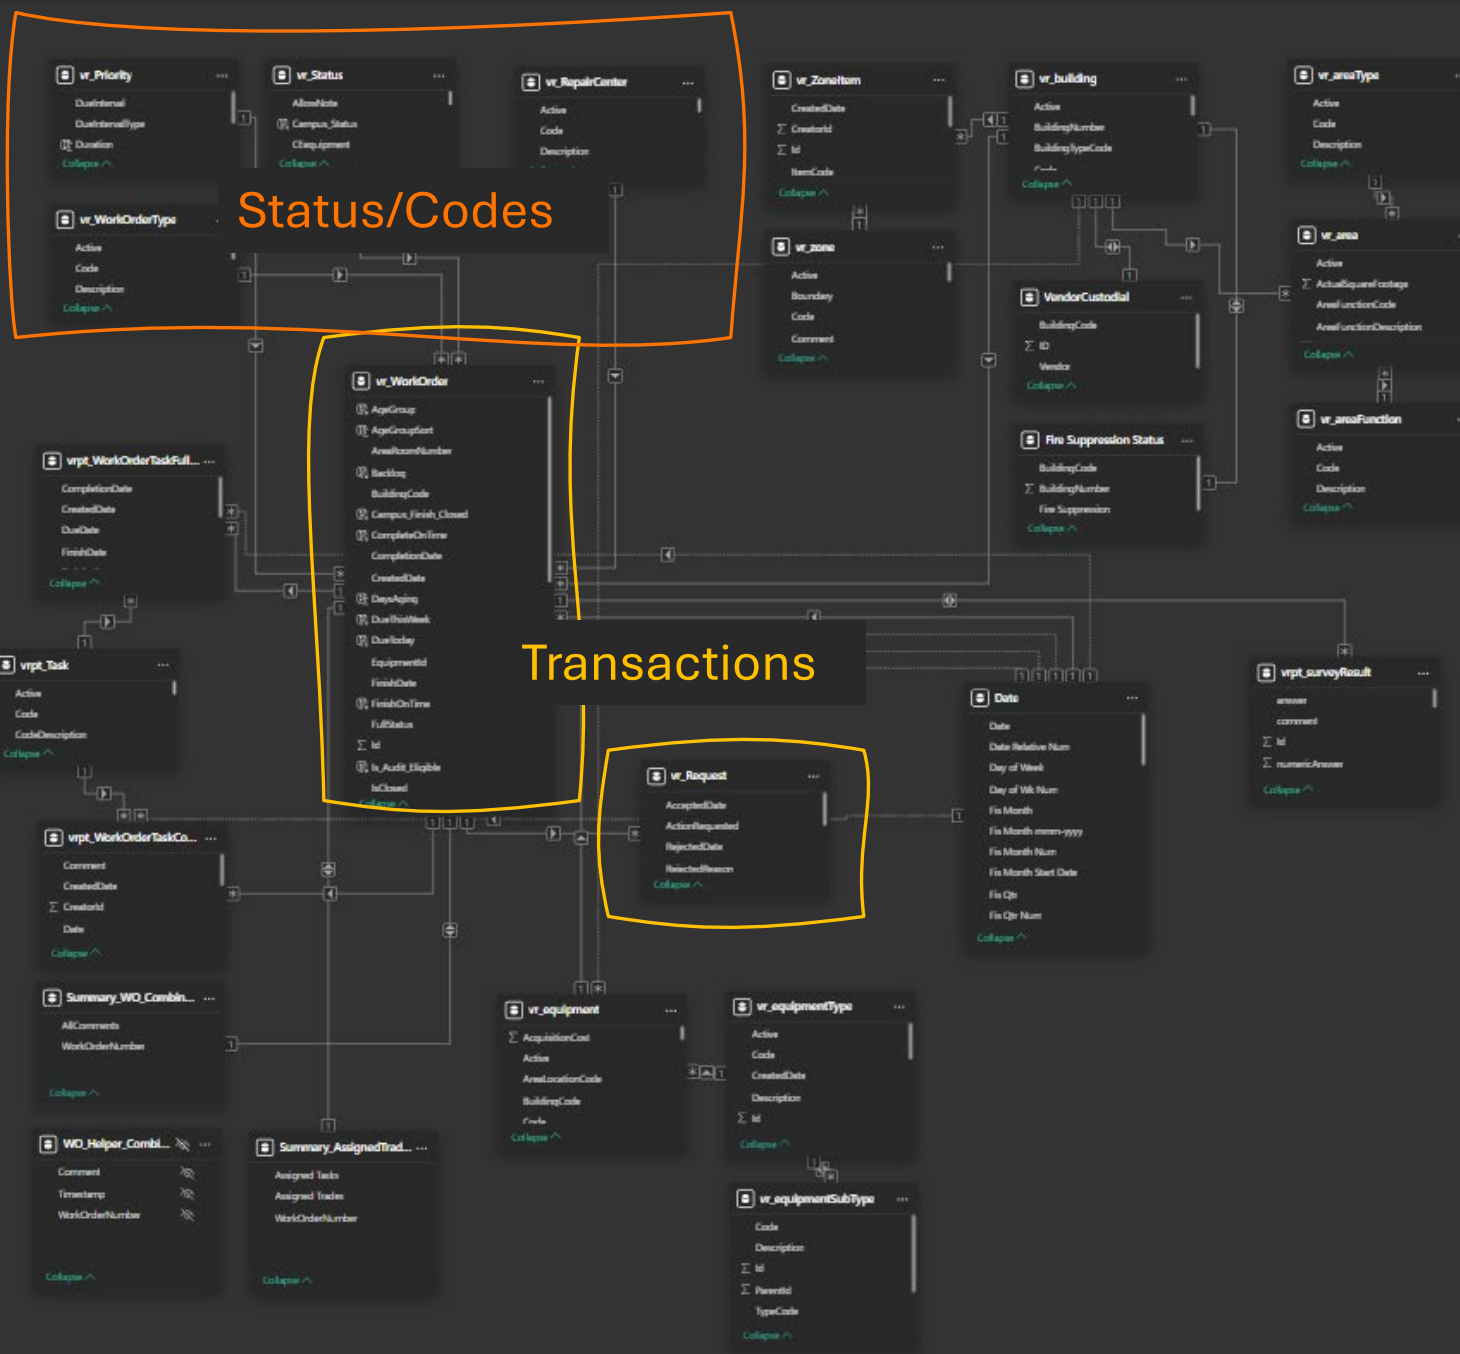 vr_Priority
DueInterval
DueIntervalType
Duration
Collapse
vr_Status
AllowNote
Campus_Status
CEequipment
Collapse
vr_RepairCenter
Active
Code
Description
Status/Codes
vr_WorkOrderType
Active
Code
Description
Collapse
vr_ZoneItem
CreatedDate
CreatorId
Id
ItemCode
Collapse
vr_zone
Active
Boundary
Code
Comment
Collapse
vr_building
Active
BuildingNumber
BuildingTypeCode
Collapse
VendorCustodial
BuildingCode
ID
Vendor
Collapse
Fire Suppression Status
BuildingCode
BuildingNumber
Fire Suppression
Collapse
vr_areaType
Active
Code
Description
Collapse
vr_area
Active
ActualSquareFootage
AreaFunctionCode
AreaFunctionDescription
Collapse
vr_areaFunction
Active
Code
Description
Collapse
vr_WorkOrder
AgeGroup
AgeGroupSort
AreaRoomNumber
Backlog
BuildingCode
Campus_Finish_Closed
CompleteOnTime
CompletionDate
CreatedDate
DaysAging
DueThisWeek
DueToday
EquipmentId
FinishDate
FinishOnTime
FullStatus
Id
Is_Audit_Eligible
IsClosed
Collapse
Transactions
vrpt_WorkOrderTaskFull...
CompletionDate
CreatedDate
DueDate
FinishDate
Collapse
vrpt_Task
Active
Code
CodeDescription
Collapse
vrpt_WorkOrderTaskCo...
Comment
CreatedDate
CreatorId
Date
Collapse
Summary_WO_Combin...
AllComments
WorkOrderNumber
Collapse
WO_Helper_Combi...
Comment
Timestamp
WorkOrderNumber
Collapse
Summary_AssignedTrad...
Assigned Tasks
Assigned Trades
WorkOrderNumber
Collapse
vr_Request
AcceptedDate
ActionRequested
RejectedDate
RejectedReason
Collapse
Date
Date
Date Relative Num
Day of Week
Day of Wk Num
Fis Month
Fis Month mmm-yyyy
Fis Month Num
Fis Month Start Date
Fis Qtr
Fis Qtr Num
Collapse
vrpt_surveyResult
answer
comment
Id
numericAnswer
Collapse
vr_equipment
AcquisitionCost
Active
AreaLocationCode
BuildingCode
Code
Collapse
vr_equipmentType
Active
Code
CreatedDate
Description
Id
Collapse
vr_equipmentSubType
Code
Description
Id
ParentId
TypeCode
Collapse